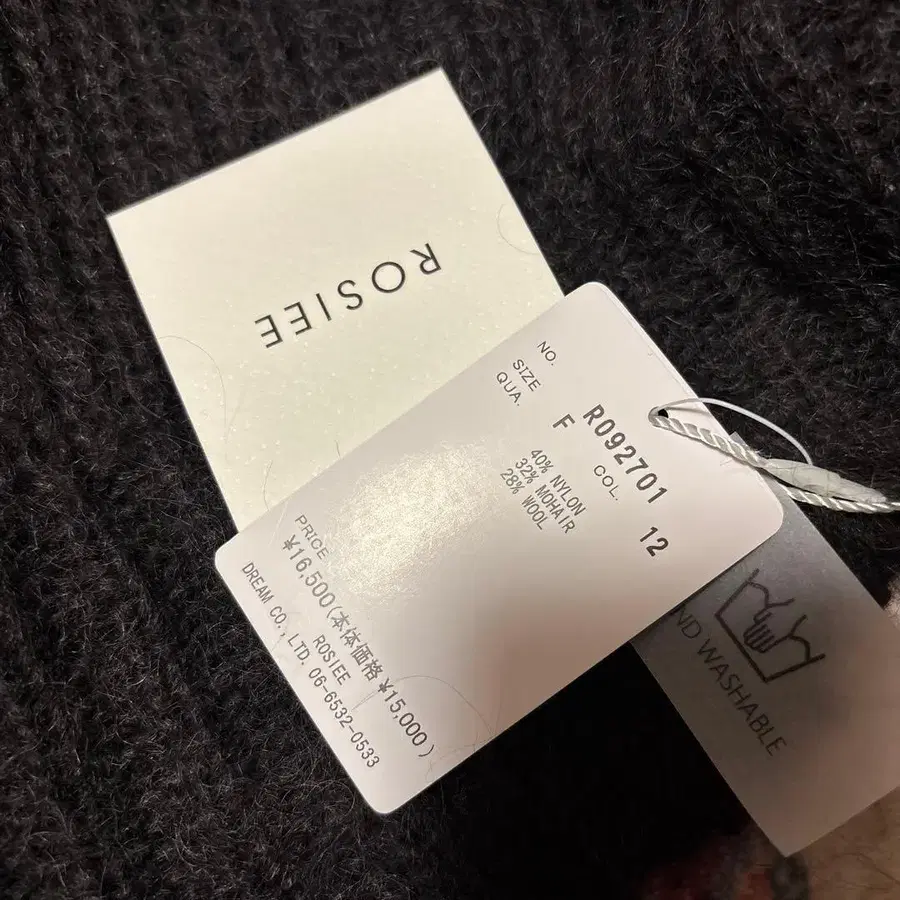 ROSIEE
NO. R092701 COL. 12
SIZE F
QUA. 40% NYLON
32% MOHAIR
28% WOOL
PRICE
¥16,500(本体価格 ¥15,000)
ROSIEE
DREAM CO.,LTD. 06-6532-0533
WASHABLE